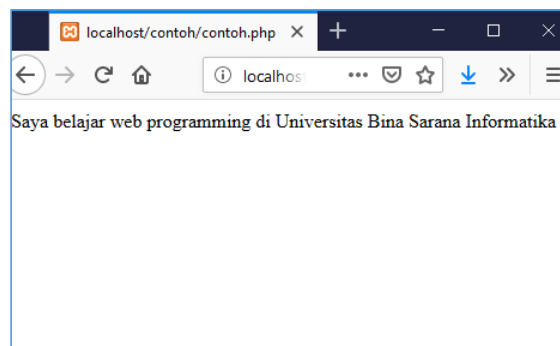 localhost/contoh/contoh.php
localhos
Saya belajar web programming di Universitas Bina Sarana Informatika